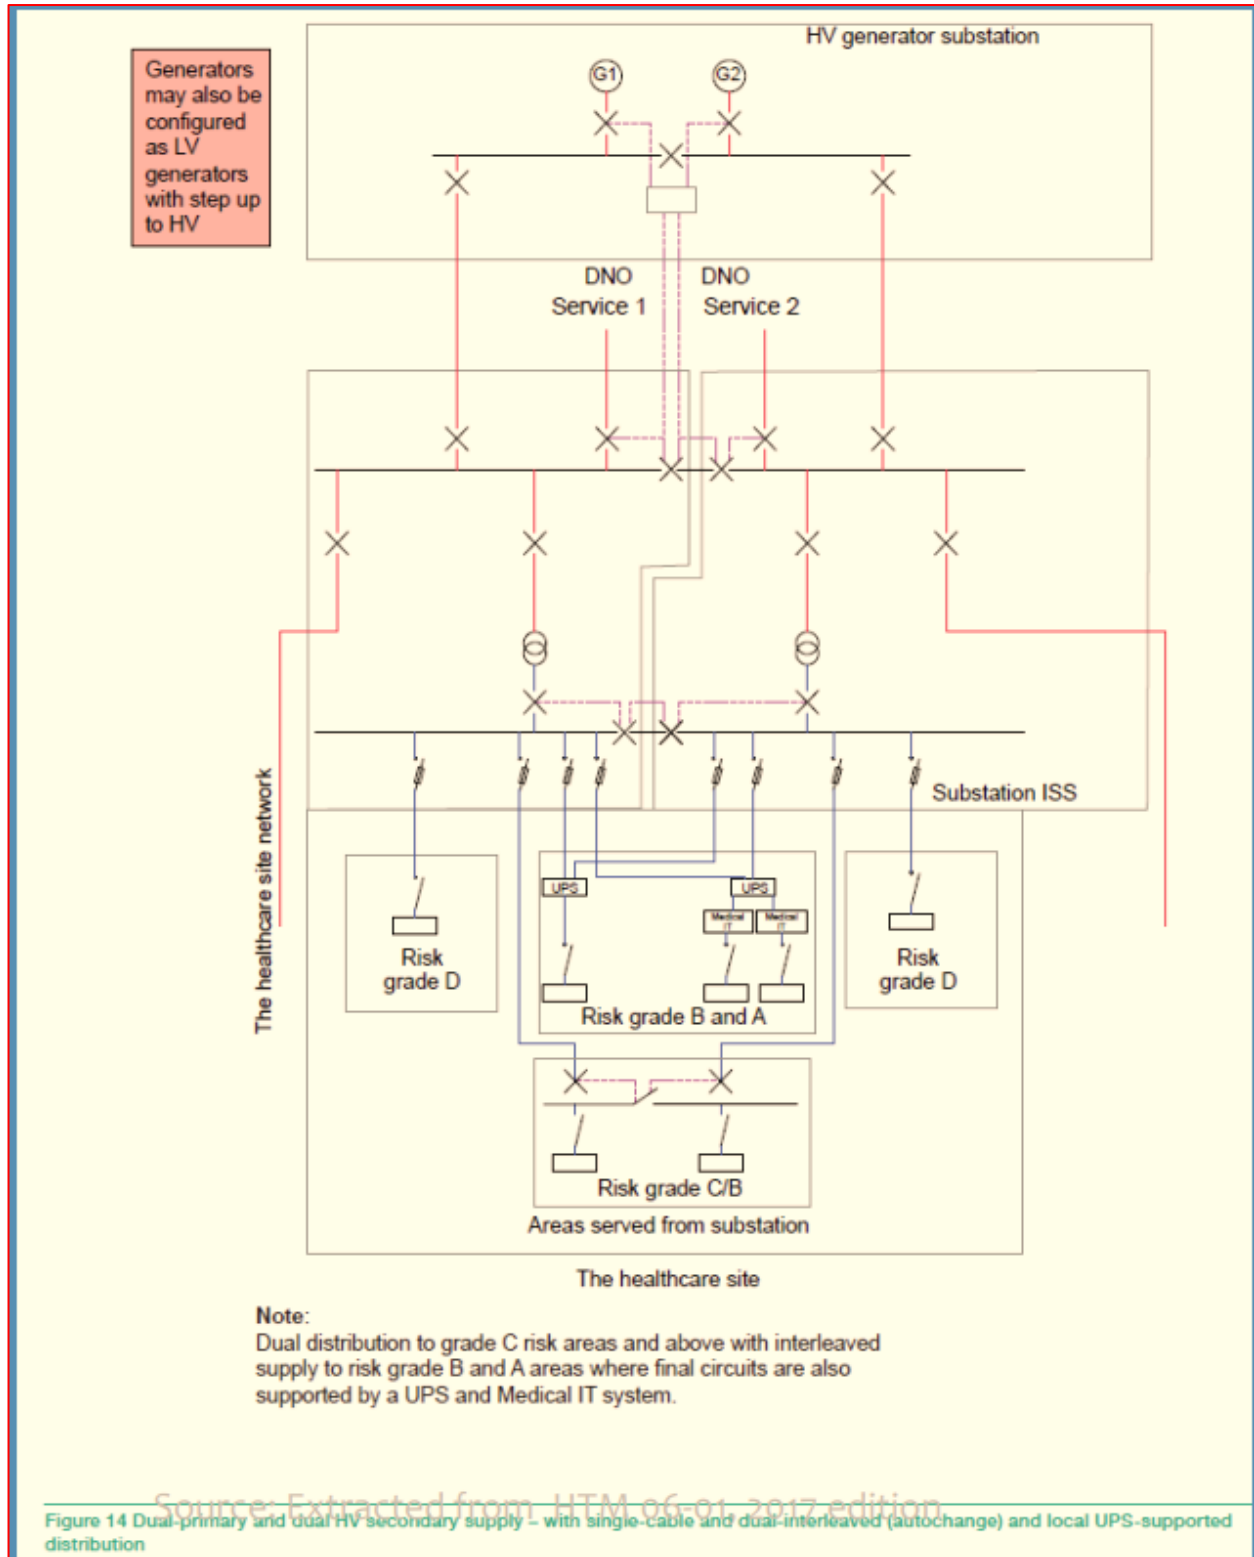 HV generator substation
Generators
may also be
configured
as LV
generators
with step up
to HV
G1
G2
DNO
Service 1
DNO
Service 2
Substation ISS
The healthcare site network
UPS
UPS
Medical
IT
Medical
IT
Risk
grade D
Risk grade B and A
Risk
grade D
Risk grade C/B
Areas served from substation
The healthcare site
Note:
Dual distribution to grade C risk areas and above with interleaved
supply to risk grade B and A areas where final circuits are also
supported by a UPS and Medical IT system.
Source: Extracted from HTM 06-01, 2017 edition
Figure 14 Dual-primary and dual HV secondary supply – with single-cable and dual-interleaved (autochange) and local UPS-supported
distribution